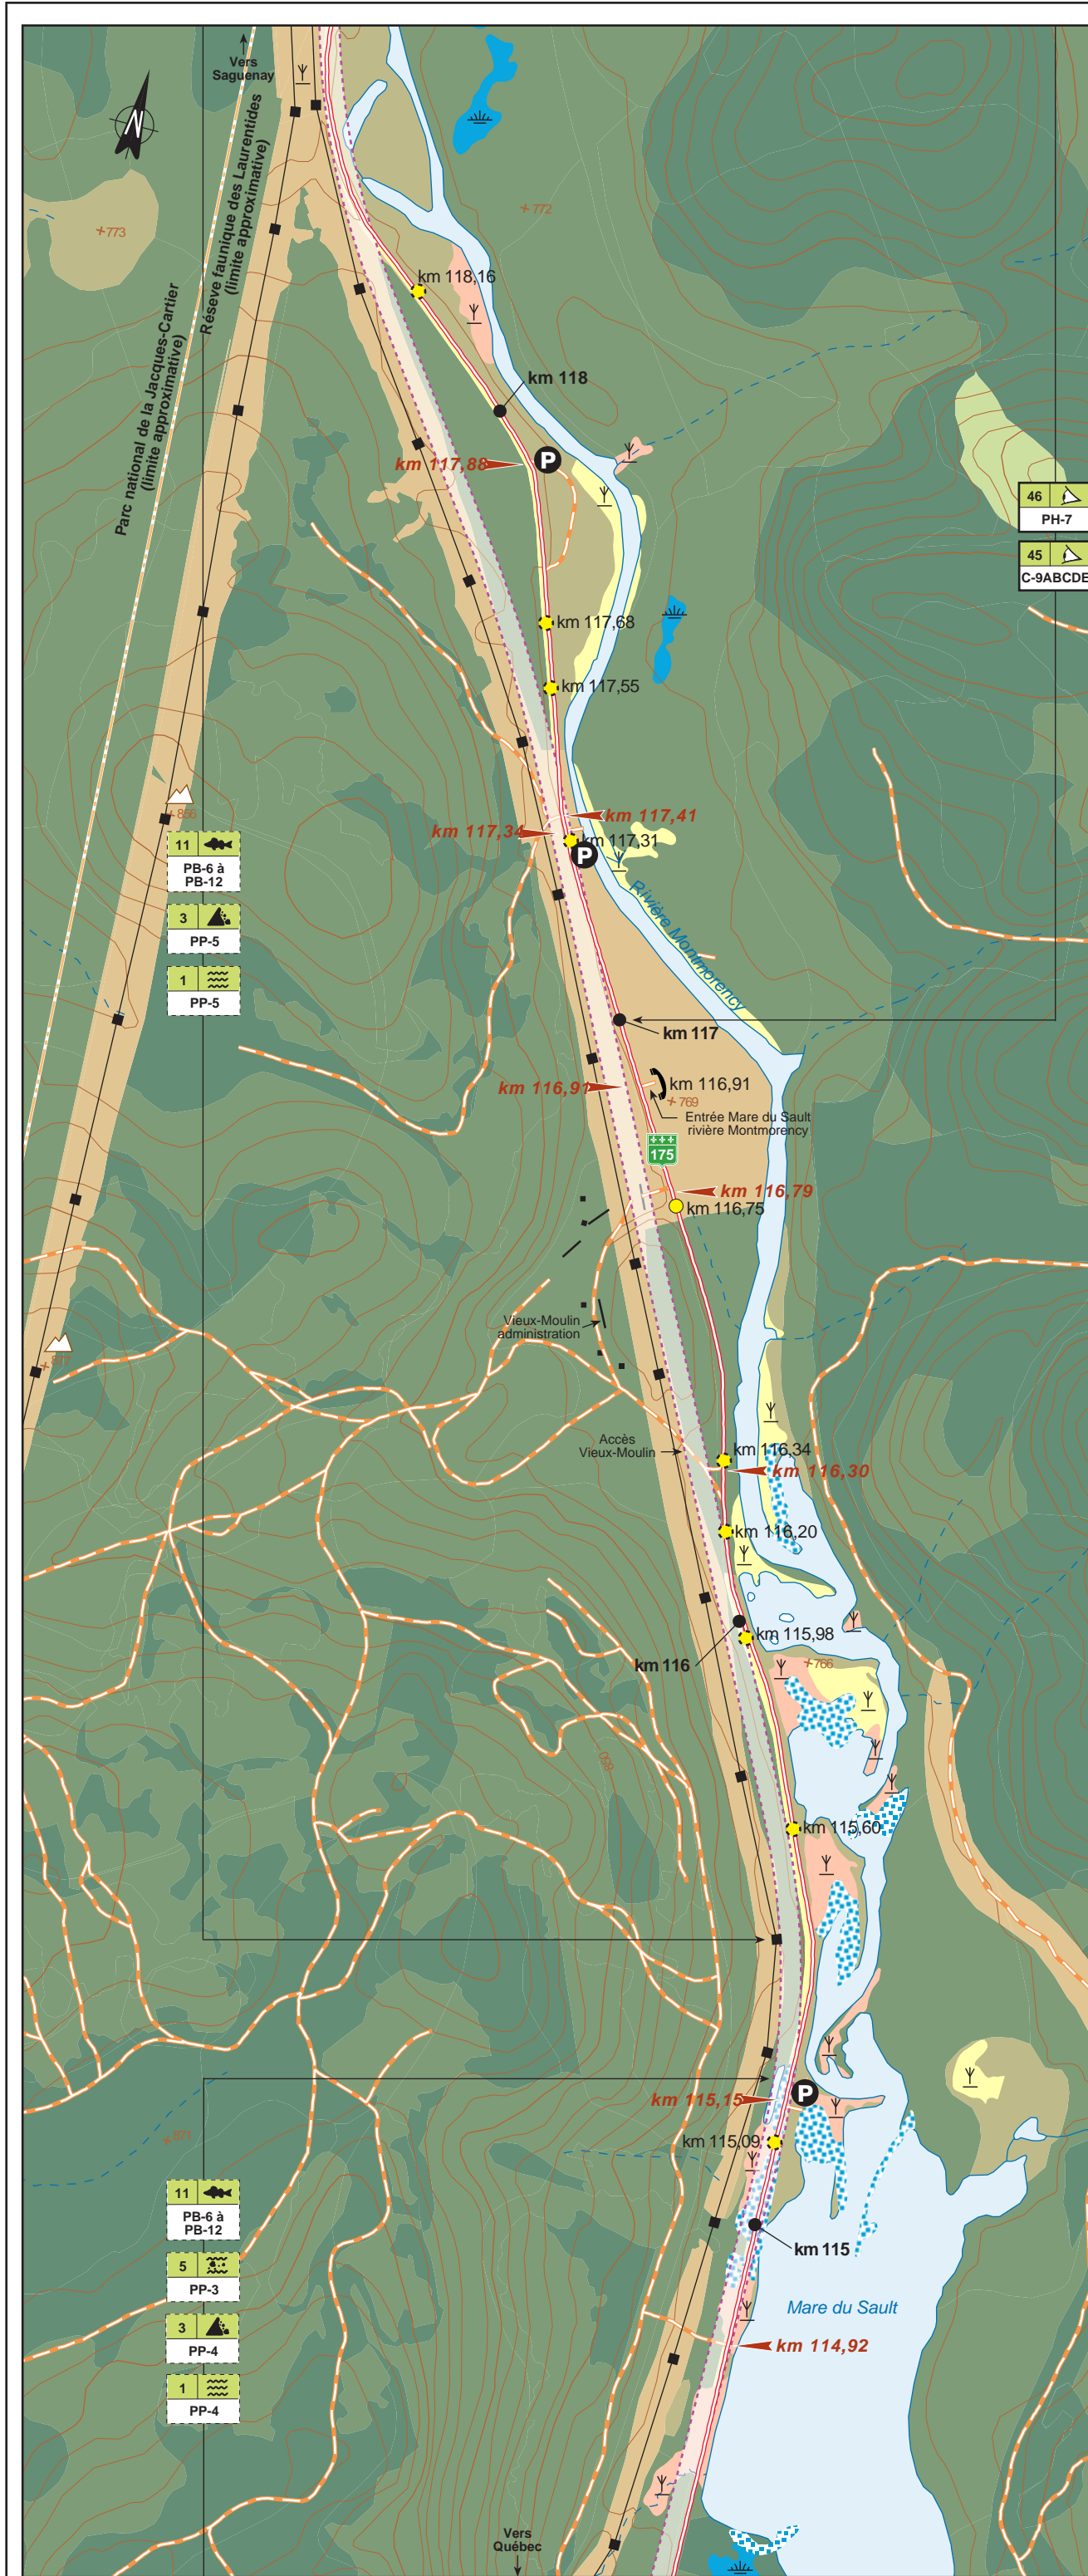 Vers
Saguenay
N
Parc national de la Jacques-Cartier
(limite approximative)
Réseve faunique des Laurentides
(limite approximative)
773
772
km 118,16
km 118
km 117,88
P
46
PH-7
45
C-9ABCDE
km 117,68
km 117,55
856
km 117,41
km 117,34
km 117,31
P
11
PB-6 à
PB-12
3
PP-5
1
PP-5
Rivière Montmorency
km 117
km 116,91
km 116,91
769
Entrée Mare du Sault
rivière Montmorency
175
km 116,79
km 116,75
Vieux-Moulin
administration
Accès
Vieux-Moulin
km 116,34
km 116,30
km 116,20
km 115,98
km 116
766
850
km 115,60
km 115,15
P
km 115,09
871
11
PB-6 à
PB-12
5
PP-3
3
PP-4
1
PP-4
km 115
Mare du Sault
km 114,92
Vers
Québec